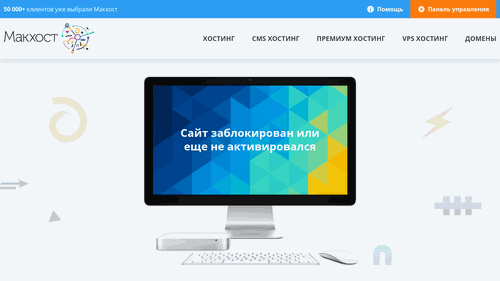 50 000+ клиентов уже выбрали Макхост
Помощь
Панель управления
Макхост
ХОСТИНГ
CMS ХОСТИНГ
ПРЕМИУМ ХОСТИНГ
VPS ХОСТИНГ
ДОМЕНЫ
Сайт заблокирован или
еще не активировался